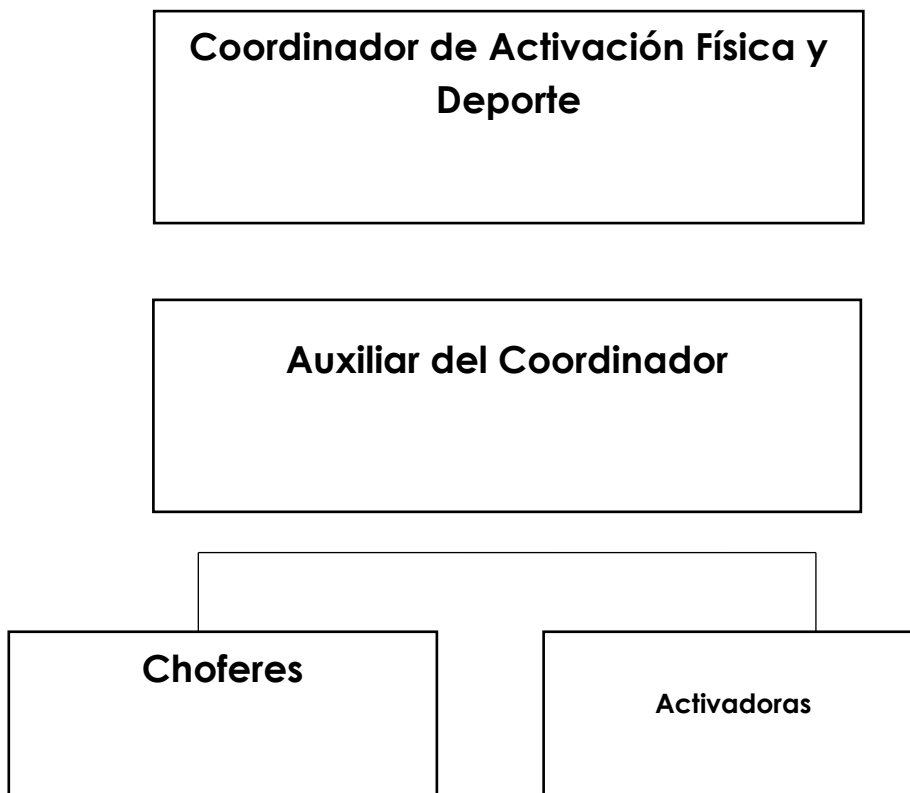 Coordinador de Activación Física y
Deporte
Auxiliar del Coordinador
Choferes
Activadoras